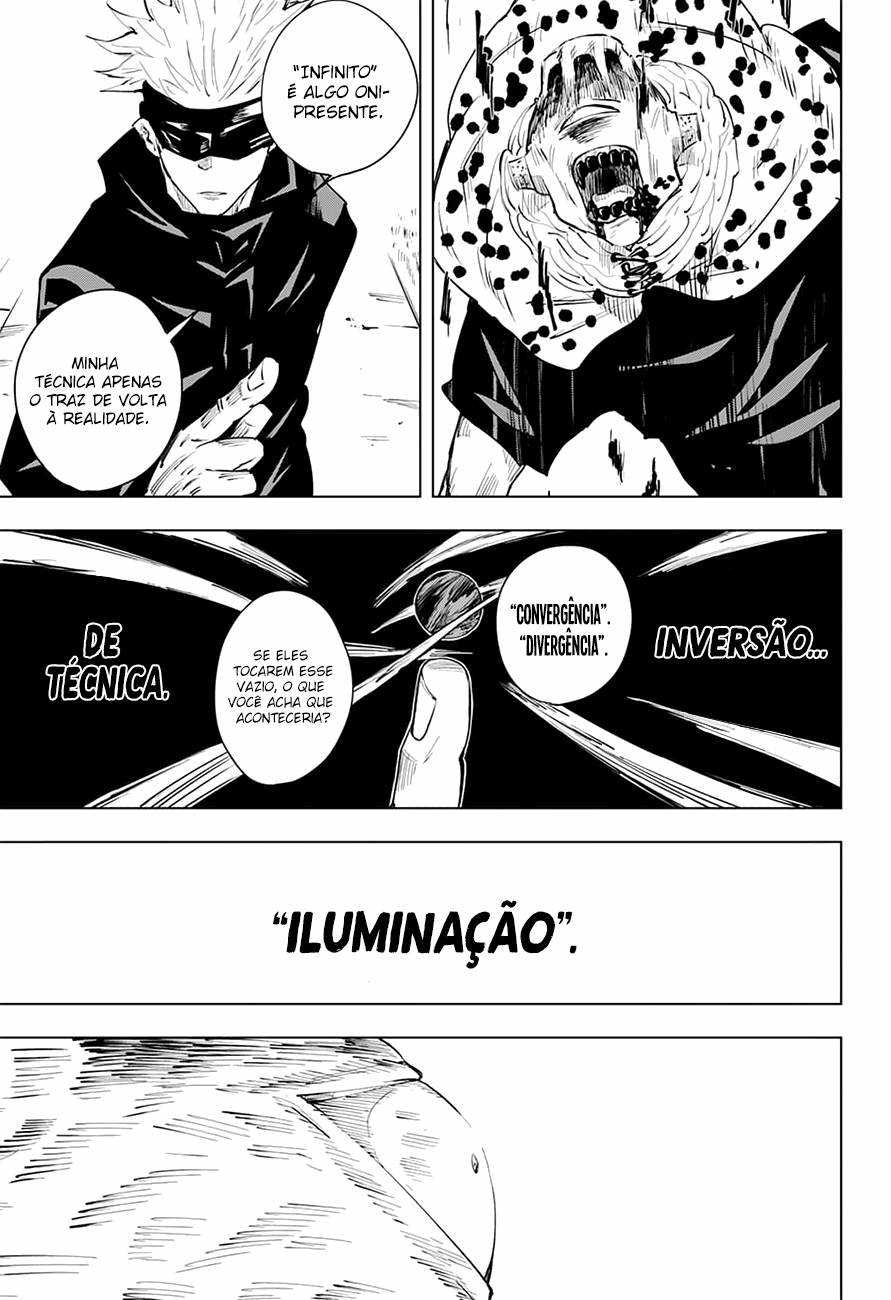 "INFINITO"
É ALGO ONI-
PRESENTE.
MINHA
TÉCNICA APENAS
O TRAZ DE VOLTA
À REALIDADE.
INVERSÃO...
"CONVERGÊNCIA".
"DIVERGÊNCIA".
SE ELES
TOCAREM ESSE
VAZIO, O QUE
VOCÊ ACHA QUE
ACONTECERIA?
DE
TÉCNICA.
"ILUMINAÇÃO".